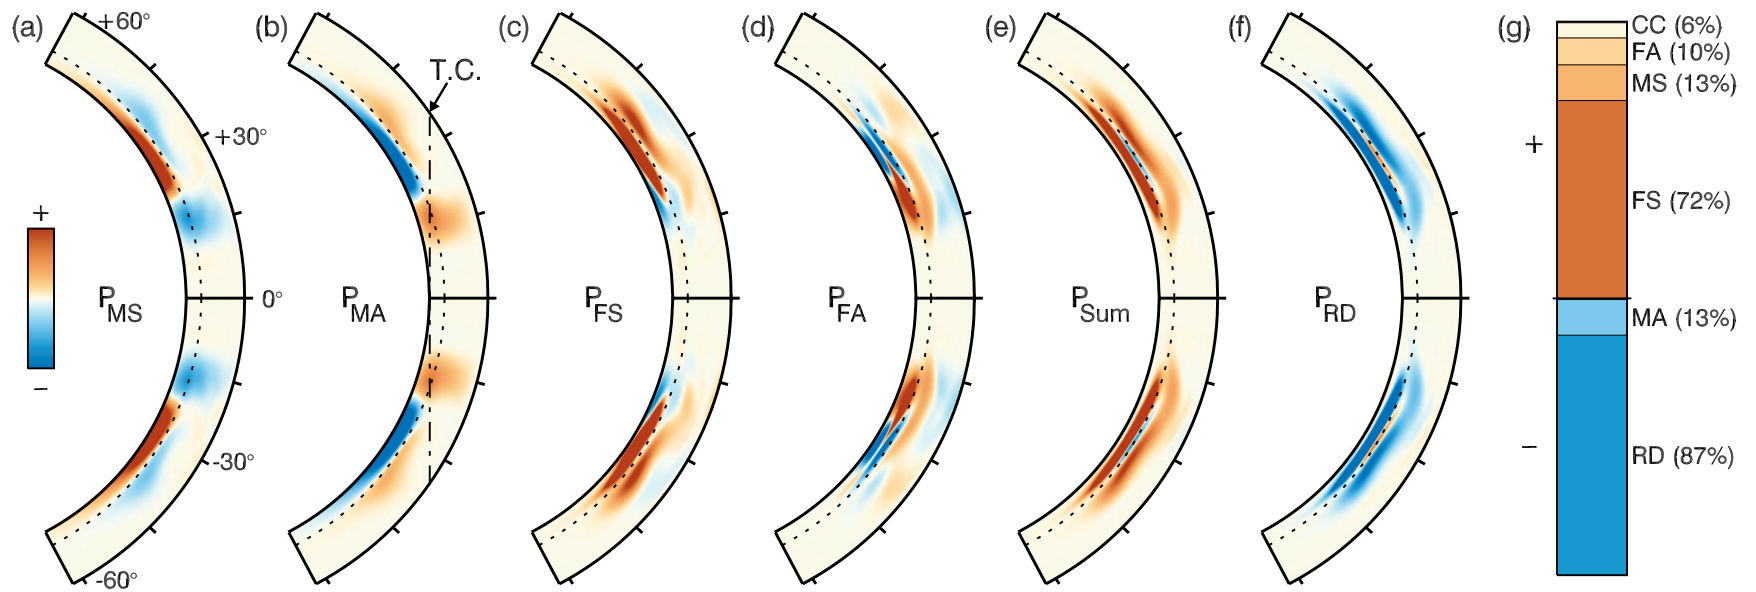 (a) (b) (c) (d) (e) (f) (g)
+60°
T.C.
+30°
0°
-30°
-60°
+
−
P_MS
P_MA
P_FS
P_FA
P_Sum
P_RD
+
−
CC (6%)
FA (10%)
MS (13%)
FS (72%)
MA (13%)
RD (87%)